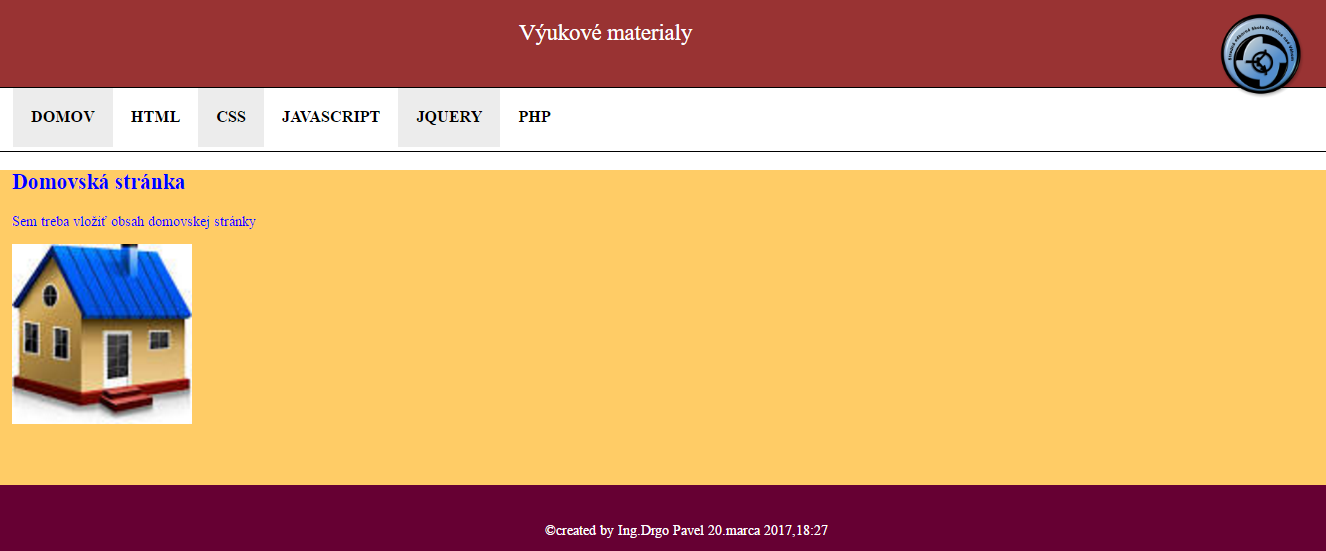 Výukové materialy
DOMOV HTML CSS JAVASCRIPT JQUERY PHP
Domovská stránka
Sem treba vložiť obsah domovskej stránky
©created by Ing.Drgo Pavel 20.marca 2017,18:27